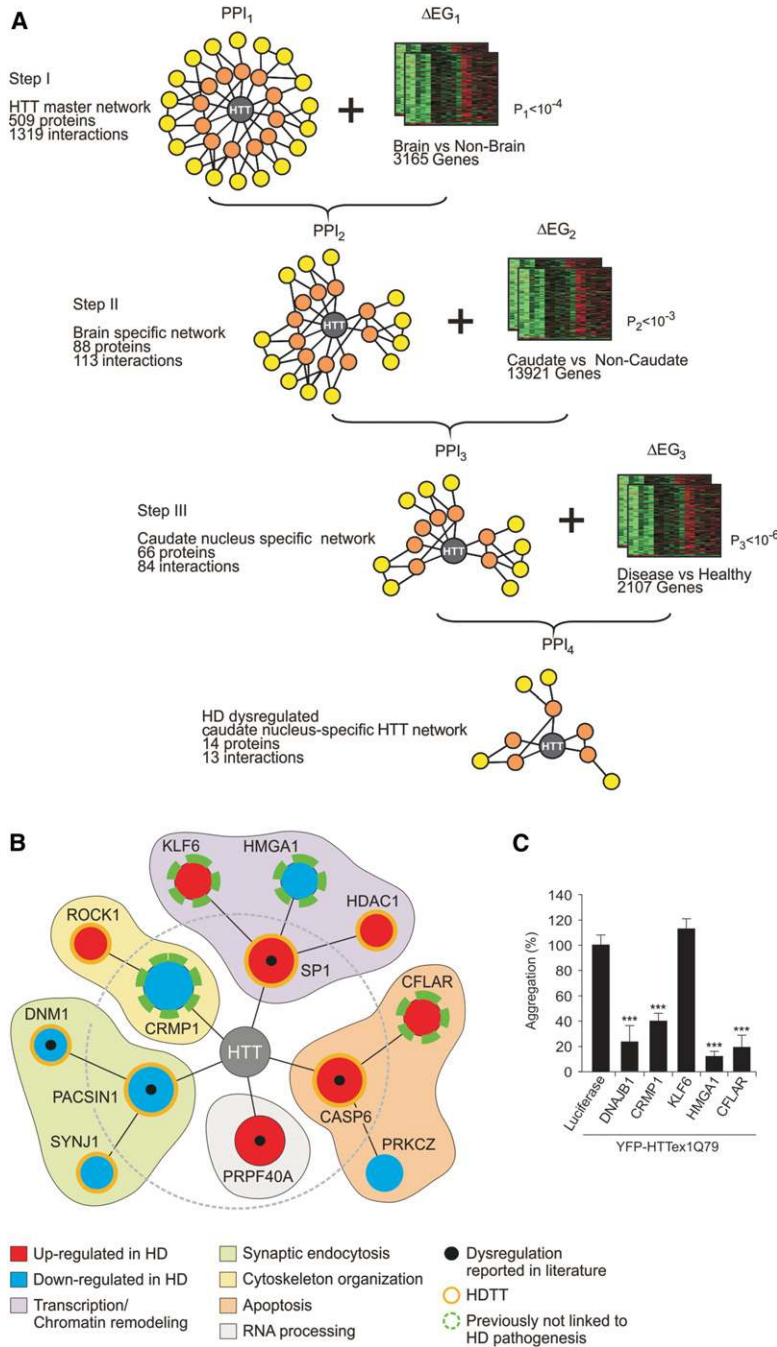 A
PPI1
ΔEG1
Step I
HTT master network
509 proteins
1319 interactions
HTT
P1<10-4
Brain vs Non-Brain
3165 Genes
PPI2
ΔEG2
Step II
Brain specific network
88 proteins
113 interactions
HTT
P2<10-3
Caudate vs Non-Caudate
13921 Genes
PPI3
ΔEG3
Step III
Caudate nucleus specific network
66 proteins
84 interactions
HTT
P3<10-6
Disease vs Healthy
2107 Genes
PPI4
HD dysregulated
caudate nucleus-specific HTT network
14 proteins
13 interactions
HTT
B
KLF6
HMGA1
HDAC1
ROCK1
SP1
CFLAR
CRMP1
DNM1
HTT
PACSIN1
CASP6
SYNJ1
PRPF40A
PRKCZ
C
Aggregation (%)
140
120
100
80
60
40
20
0
***
***
***
***
Luciferase
DNAJB1
CRMP1
KLF6
HMGA1
CFLAR
YFP-HTTex1Q79
Up-regulated in HD
Down-regulated in HD
Transcription/
Chromatin remodeling
Synaptic endocytosis
Cytoskeleton organization
Apoptosis
RNA processing
Dysregulation
reported in literature
HDTT
Previously not linked to
HD pathogenesis